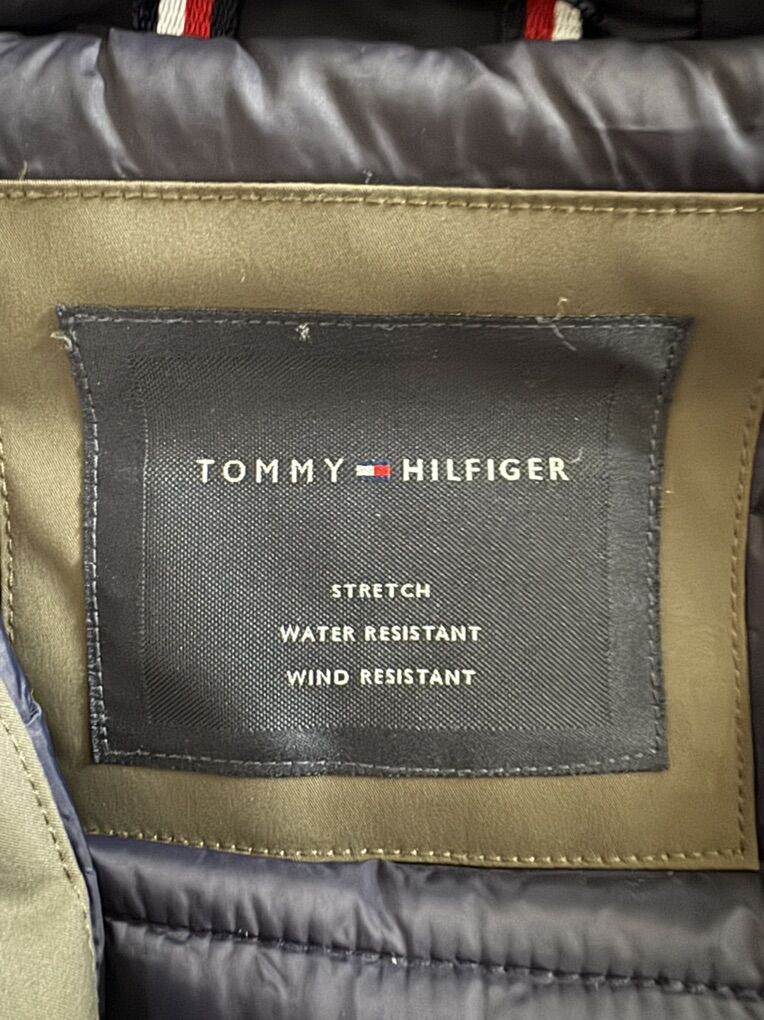 TOMMY HILFIGER
STRETCH
WATER RESISTANT
WIND RESISTANT